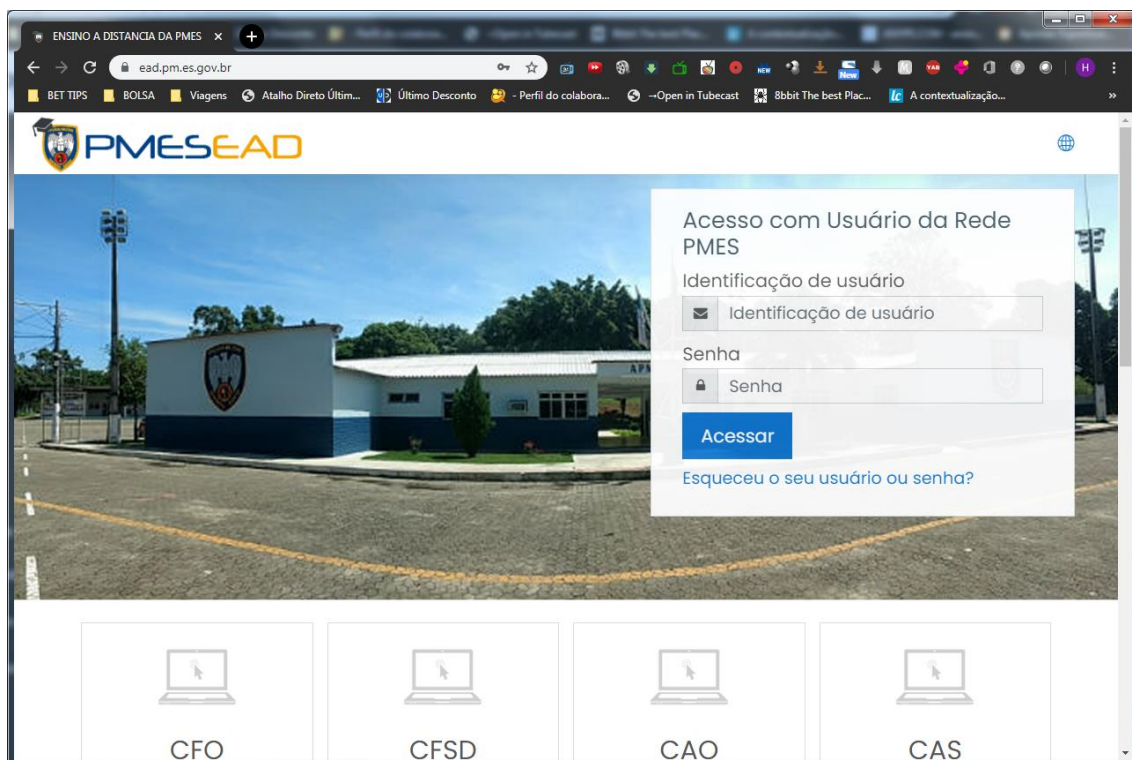 ENSINO A DISTANCIA DA PMES
ead.pm.es.gov.br
New
H
BET TIPS
BOLSA
Viagens
Atalho Direto Últim...
Último Desconto
- Perfil do colabora...
→Open in Tubecast
8bbit The best Plac...
lc A contextualização...
»
PMESEAD
Acesso com Usuário da Rede
PMES
Identificação de usuário
Identificação de usuário
Senha
Senha
Acessar
Esqueceu o seu usuário ou senha?
CFO
CFSD
CAO
CAS